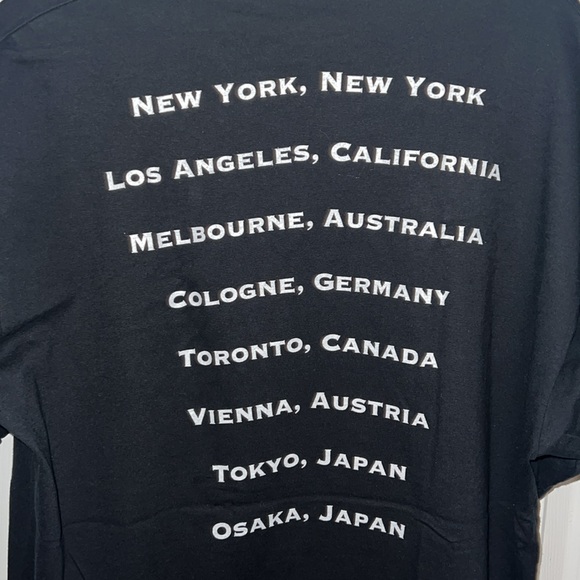 New York, New York
Los Angeles, California
Melbourne, Australia
Cologne, Germany
Toronto, Canada
Vienna, Austria
Tokyo, Japan
Osaka, Japan